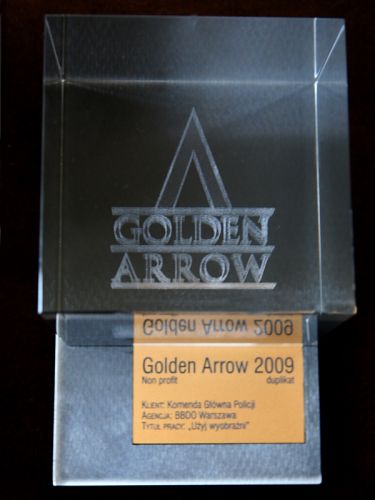 GOLDEN
ARROW
Golden Arrow 2009
Golden Arrow 2009
Non profit duplikat
KLIENT: Komenda Główna Policji
AGENCJA: BBDO Warszawa
TYTUŁ PRACY: „Użyj wyobraźni"